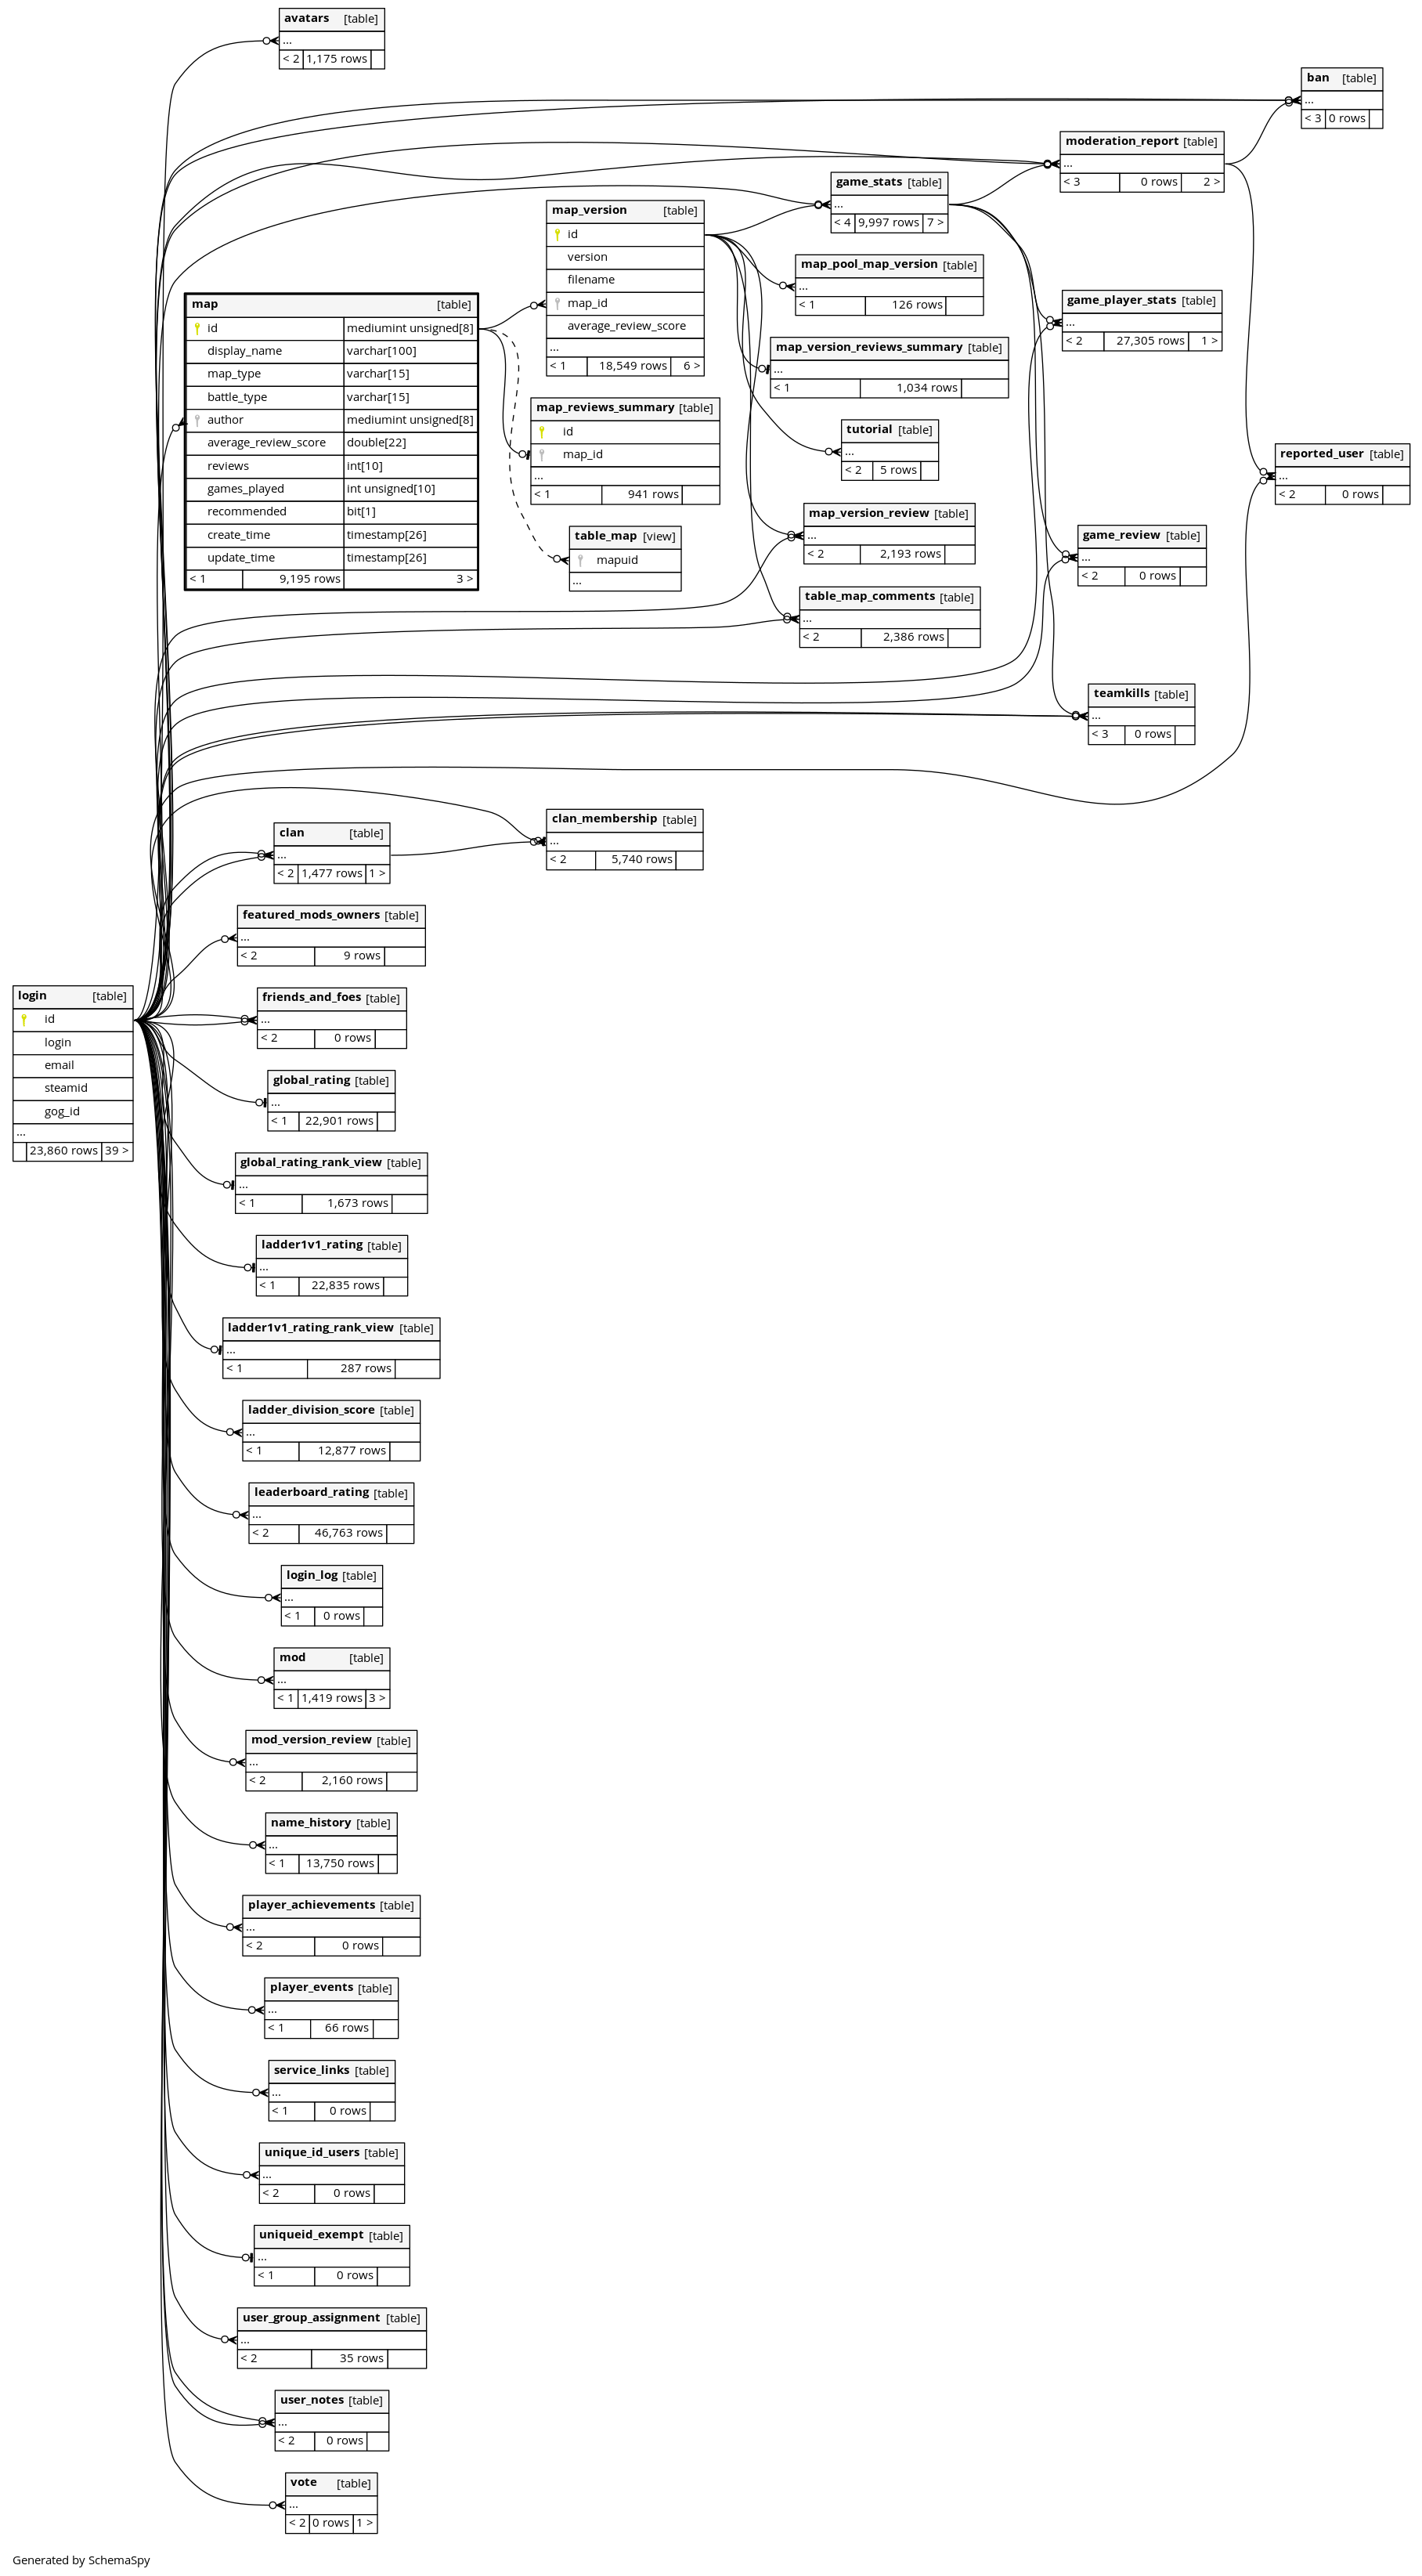 avatars [table]
...
< 2 1,175 rows
ban [table]
...
< 3 0 rows
moderation_report [table]
...
< 3 0 rows 2 >
game_stats [table]
...
< 4 9,997 rows 7 >
map_version [table]
id
version
filename
map_id
average_review_score
...
< 1 18,549 rows 6 >
map_pool_map_version [table]
...
< 1 126 rows
game_player_stats [table]
...
< 2 27,305 rows 1 >
map [table]
id mediumint unsigned[8]
display_name varchar[100]
map_type varchar[15]
battle_type varchar[15]
author mediumint unsigned[8]
average_review_score double[22]
reviews int[10]
games_played int unsigned[10]
recommended bit[1]
create_time timestamp[26]
update_time timestamp[26]
< 1 9,195 rows 3 >
map_version_reviews_summary [table]
...
< 1 1,034 rows
map_reviews_summary [table]
id
map_id
...
< 1 941 rows
tutorial [table]
...
< 2 5 rows
reported_user [table]
...
< 2 0 rows
map_version_review [table]
...
< 2 2,193 rows
table_map [view]
mapuid
...
game_review [table]
...
< 2 0 rows
table_map_comments [table]
...
< 2 2,386 rows
teamkills [table]
...
< 3 0 rows
clan_membership [table]
...
< 2 5,740 rows
clan [table]
...
< 2 1,477 rows 1 >
featured_mods_owners [table]
...
< 2 9 rows
login [table]
id
login
email
steamid
gog_id
...
23,860 rows 39 >
friends_and_foes [table]
...
< 2 0 rows
global_rating [table]
...
< 1 22,901 rows
global_rating_rank_view [table]
...
< 1 1,673 rows
ladder1v1_rating [table]
...
< 1 22,835 rows
ladder1v1_rating_rank_view [table]
...
< 1 287 rows
ladder_division_score [table]
...
< 1 12,877 rows
leaderboard_rating [table]
...
< 2 46,763 rows
login_log [table]
...
< 1 0 rows
mod [table]
...
< 1 1,419 rows 3 >
mod_version_review [table]
...
< 2 2,160 rows
name_history [table]
...
< 1 13,750 rows
player_achievements [table]
...
< 2 0 rows
player_events [table]
...
< 1 66 rows
service_links [table]
...
< 1 0 rows
unique_id_users [table]
...
< 2 0 rows
uniqueid_exempt [table]
...
< 1 0 rows
user_group_assignment [table]
...
< 2 35 rows
user_notes [table]
...
< 2 0 rows
vote [table]
...
< 2 0 rows 1 >
Generated by SchemaSpy